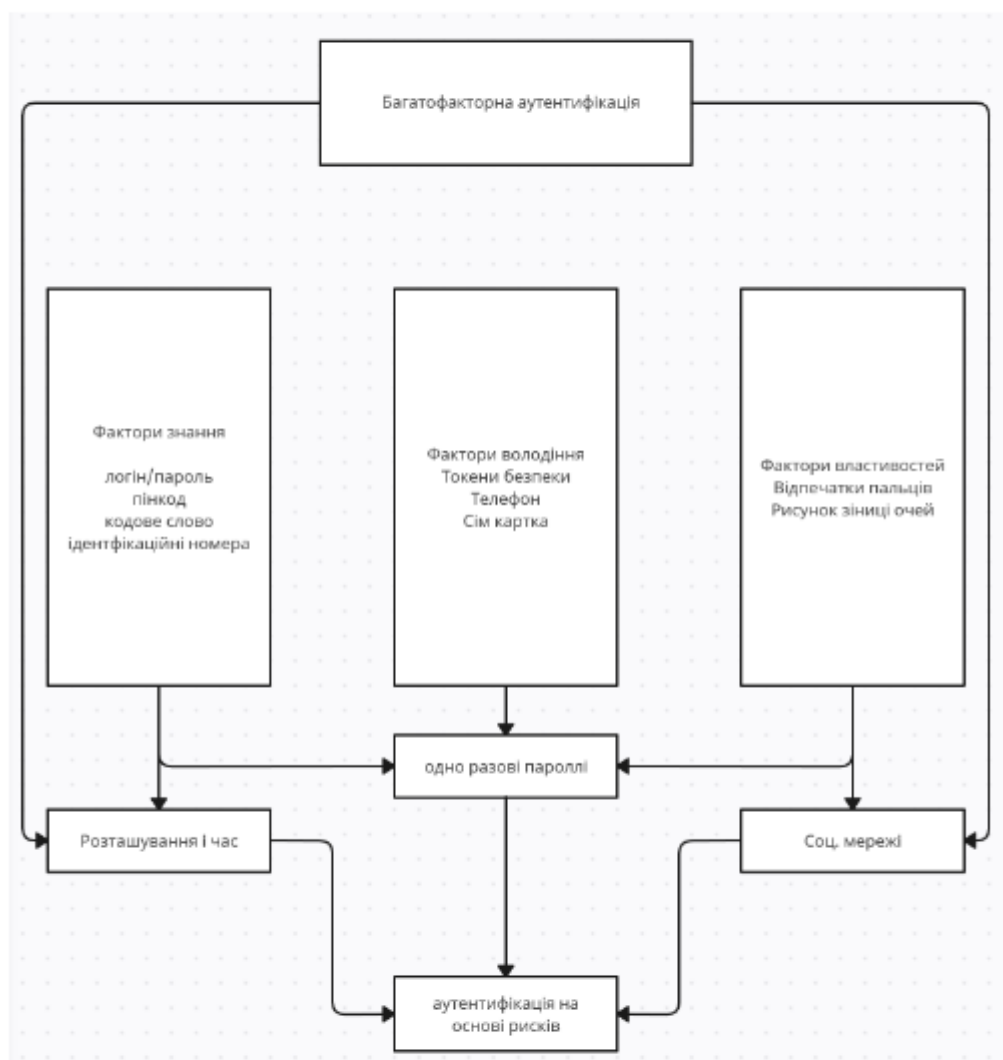 Багатофакторна аутентифікація
Фактори знання
логін/пароль
пінкод
кодове слово
ідентфікаційні номера
Фактори володіння
Токени безпеки
Телефон
Сім картка
Фактори властивостей
Відпечатки пальців
Рисунок зіниці очей
одно разові пароллі
Розташування і час
Соц. мережі
аутентифікація на
основі рисків